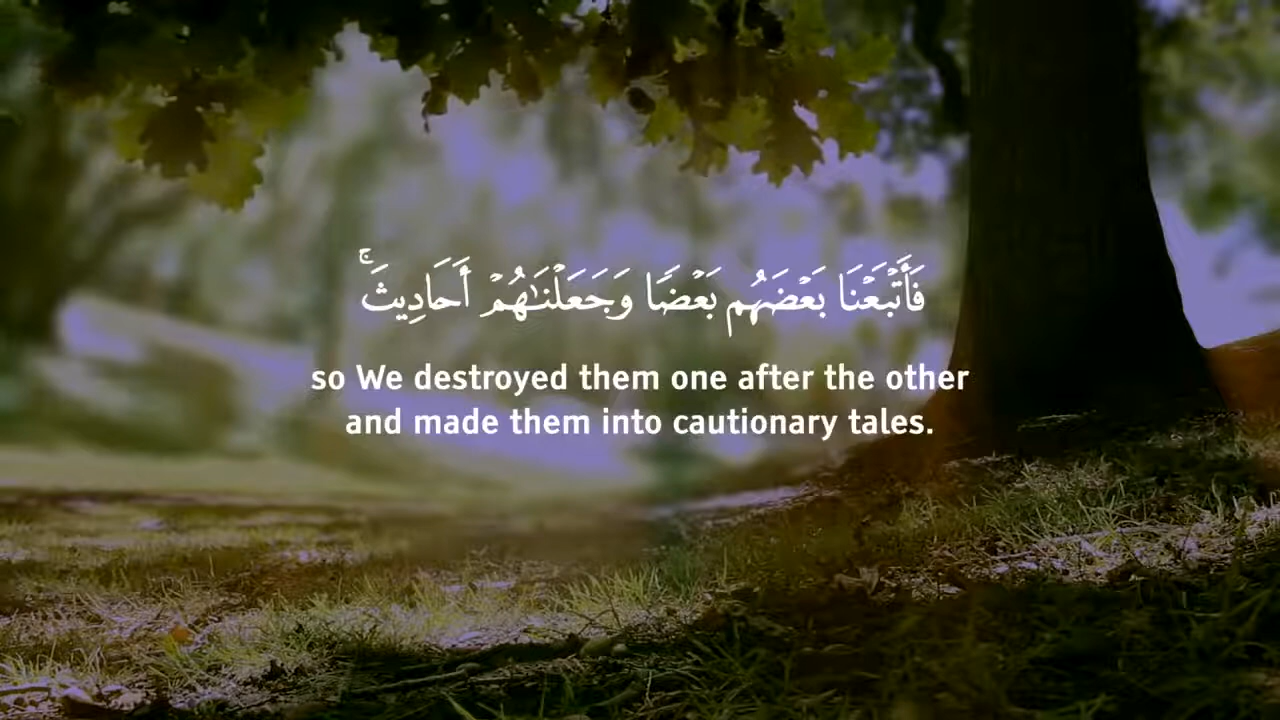 فَأَتْبَعْنَا بَعْضَهُم بَعْضًا وَجَعَلْنَٰهُمْ أَحَادِيثَ ۚ
so We destroyed them one after the other
and made them into cautionary tales.